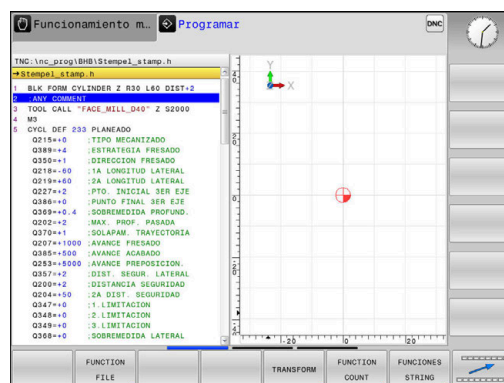 Funcionamiento m...
Programar
DNC
TNC:\nc_prog\BHB\Stempel_stamp.h
→Stempel_stamp.h
1 BLK FORM CYLINDER Z R30 L60 DIST+2
2 ;ANY COMMENT
3 TOOL CALL "FACE_MILL_D40" Z S2000
4 M3
5 CYCL DEF 233 PLANEADO
Q215=+0 ;TIPO MECANIZADO
Q389=+4 ;ESTRATEGIA FRESADO
Q350=+1 ;DIRECCION FRESADO
Q218=-60 ;1A LONGITUD LATERAL
Q219=+60 ;2A LONGITUD LATERAL
Q227=+2 ;PTO. INICIAL 3ER EJE
Q386=+0 ;PUNTO FINAL 3ER EJE
Q369=+0.4 ;SOBREMEDIDA PROFUND.
Q202=+2 ;MAX. PROF. PASADA
Q370=+1 ;SOLAPAM. TRAYECTORIA
Q207=+1000 ;AVANCE FRESADO
Q385=+500 ;AVANCE ACABADO
Q253=+5000 ;AVANCE PREPOSICION.
Q357=+2 ;DIST. SEGUR. LATERAL
Q200=+2 ;DISTANCIA SEGURIDAD
Q204=+50 ;2A DIST. SEGURIDAD
Q347=+0 ;1.LIMITACION
Q348=+0 ;2.LIMITACION
Q349=+0 ;3.LIMITACION
Q368=+0 ;SOBREMEDIDA LATERAL
Y
X
0
-20
0
20
FUNCTION
FILE
TRANSFORM
FUNCTION
COUNT
FUNCIONES
STRING